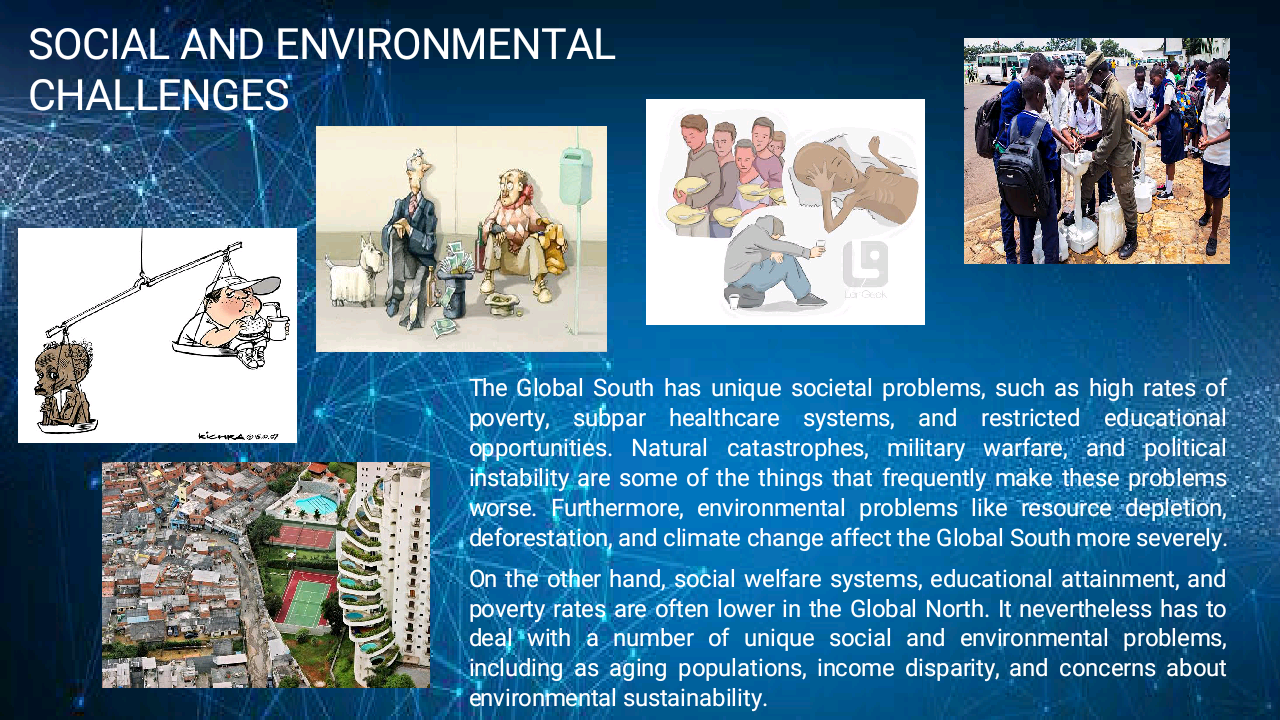 SOCIAL AND ENVIRONMENTAL
CHALLENGES
Lar Geek
KICHKA
The Global South has unique societal problems, such as high rates of
poverty, subpar healthcare systems, and restricted educational
opportunities. Natural catastrophes, military warfare, and political
instability are some of the things that frequently make these problems
worse. Furthermore, environmental problems like resource depletion,
deforestation, and climate change affect the Global South more severely.
On the other hand, social welfare systems, educational attainment, and
poverty rates are often lower in the Global North. It nevertheless has to
deal with a number of unique social and environmental problems,
including as aging populations, income disparity, and concerns about
environmental sustainability.